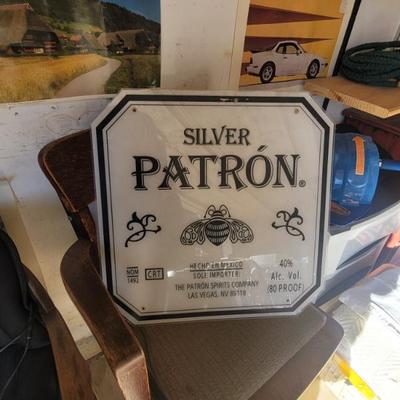 SILVER
PATRÓN®
NOM
1492
CRT
HECHO EN MEXICO
SOLE IMPORTER:
THE PATRÓN SPIRITS COMPANY
LAS VEGAS, NV 89118
40%
Alc. Vol.
(80 PROOF)